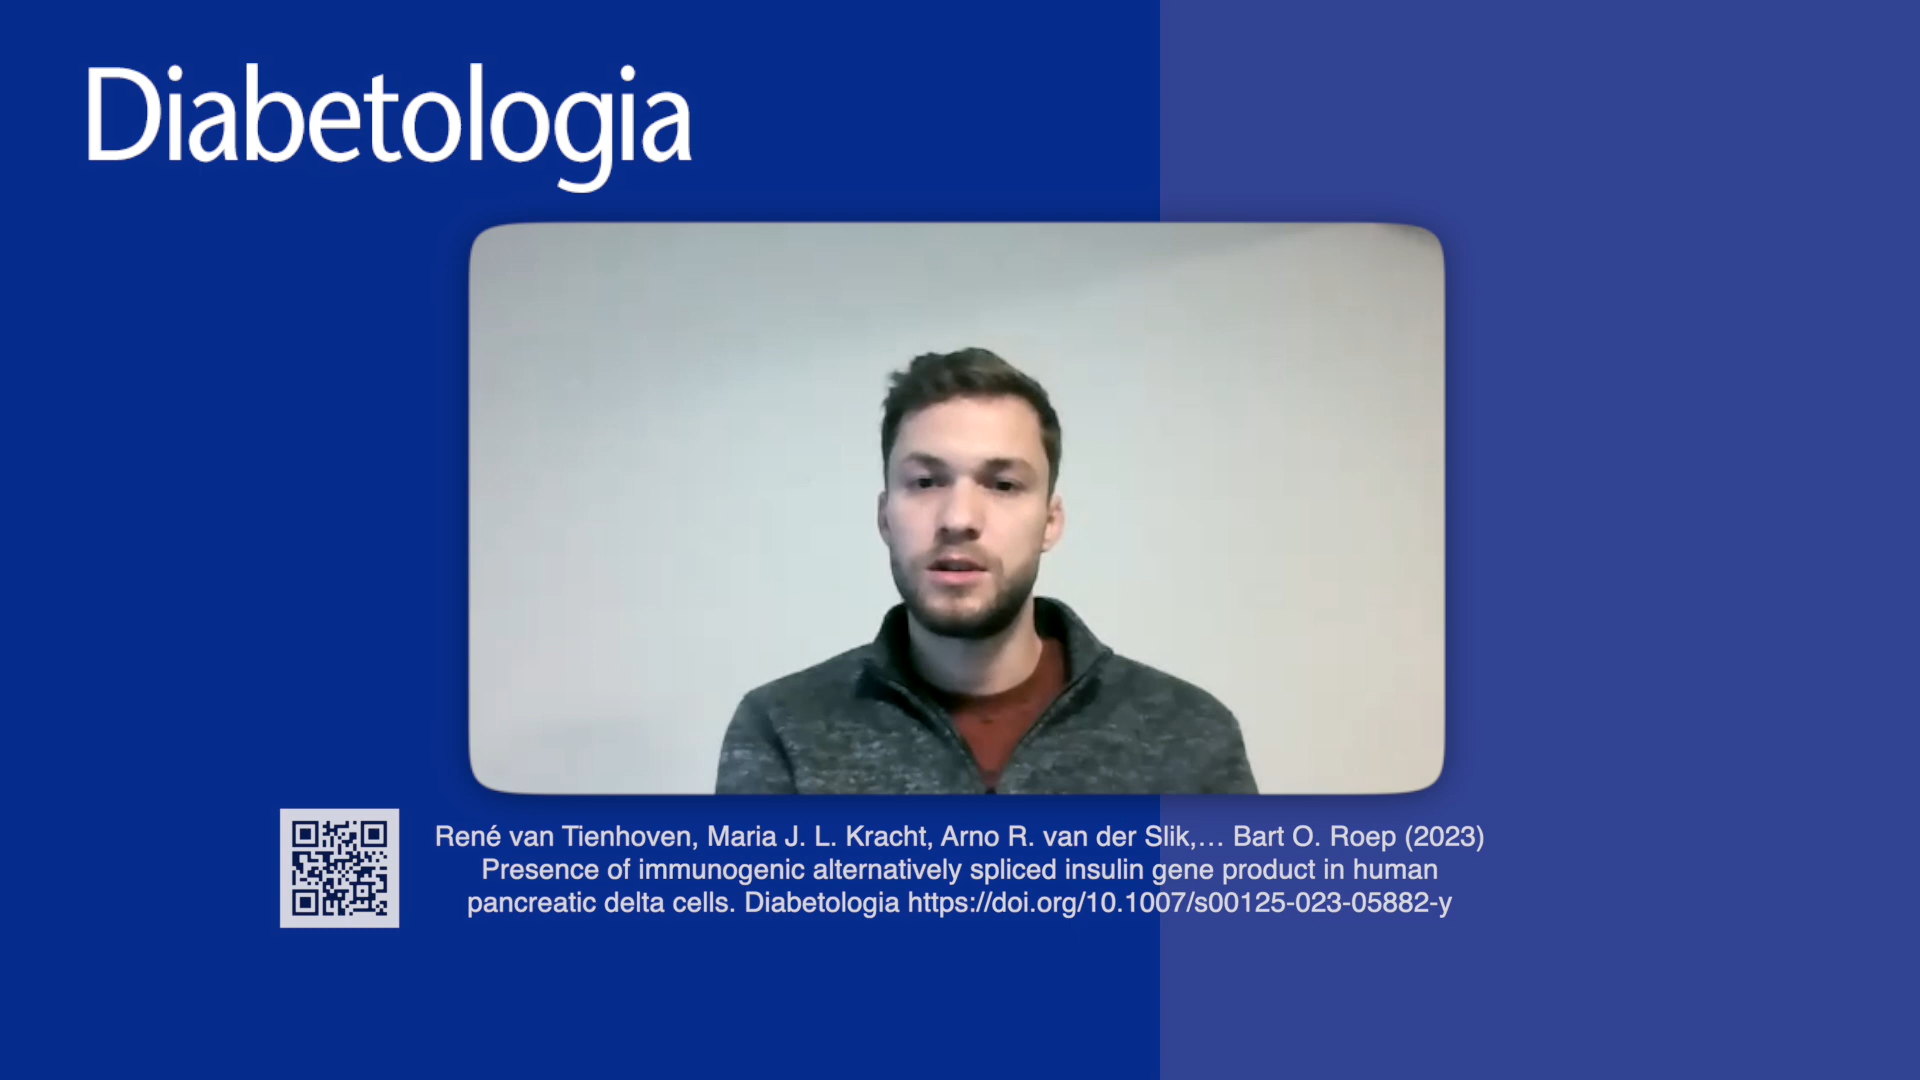 Diabetologia
René van Tienhoven, Maria J. L. Kracht, Arno R. van der Slik,… Bart O. Roep (2023)
Presence of immunogenic alternatively spliced insulin gene product in human
pancreatic delta cells. Diabetologia https://doi.org/10.1007/s00125-023-05882-y